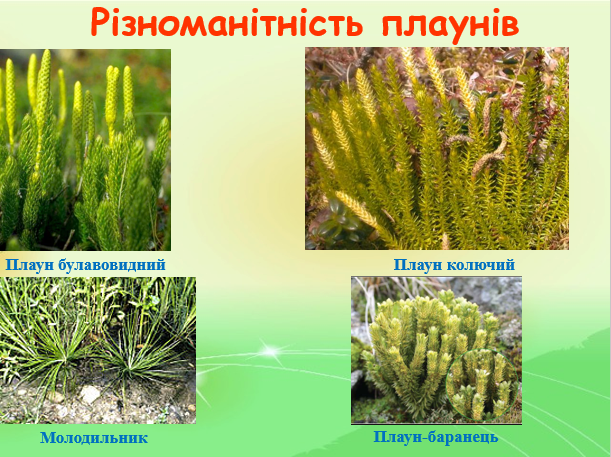 Різноманітність плаунів
Плаун булавовидний
Плаун колючий
Молодильник
Плаун-баранець